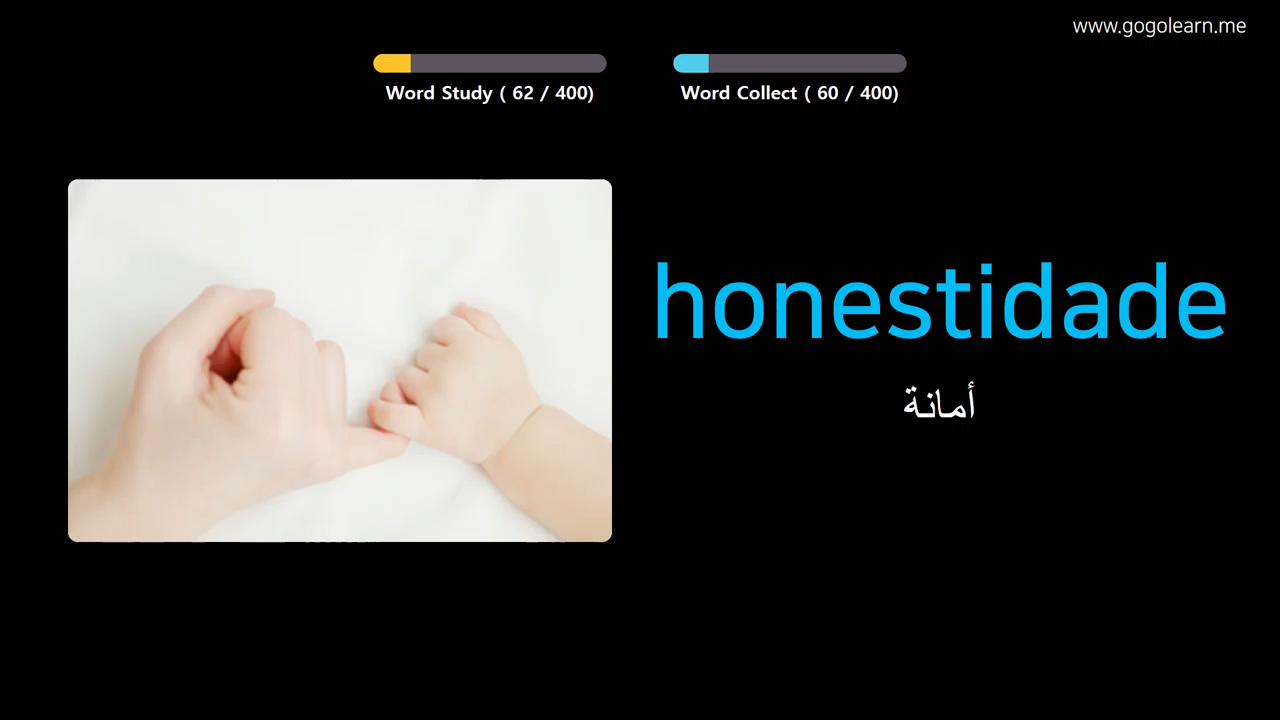 www.gogolearn.me
Word Study ( 62 / 400)
Word Collect ( 60 / 400)
honestidade
أمانة